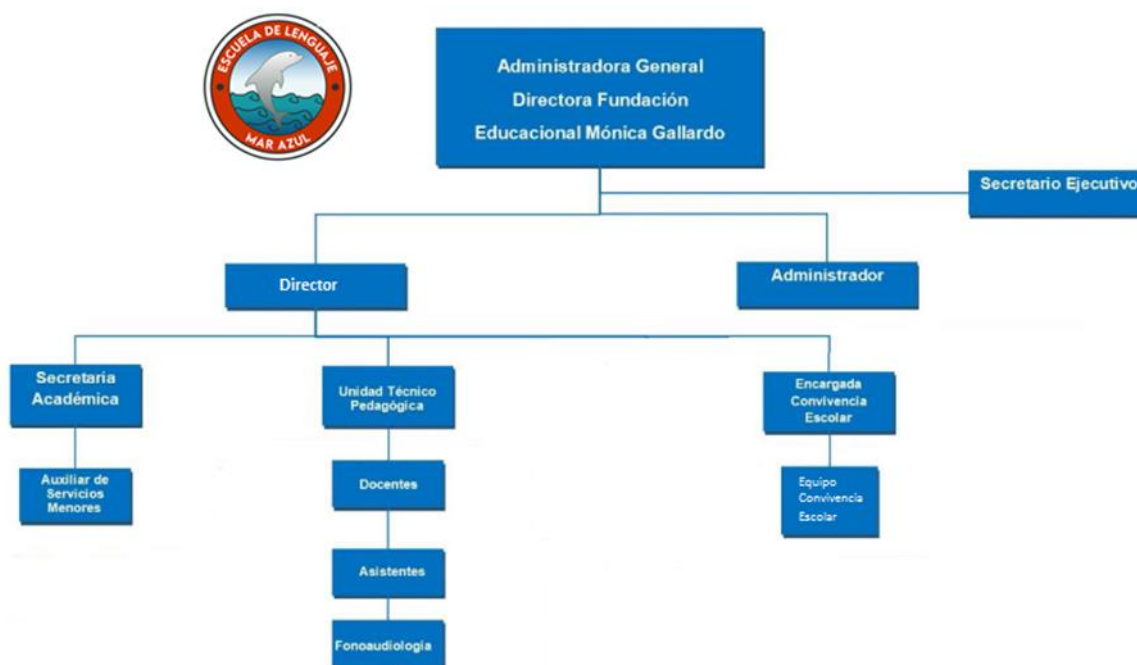 ESCUELA DE LENGUAJE
MAR AZUL
Administradora General
Directora Fundación
Educacional Mónica Gallardo
Secretario Ejecutivo
Director
Administrador
Secretaria
Académica
Unidad Técnico
Pedagógica
Encargada
Convivencia
Escolar
Auxiliar de
Servicios
Menores
Docentes
Equipo
Convivencia
Escolar
Asistentes
Fonoaudiologia